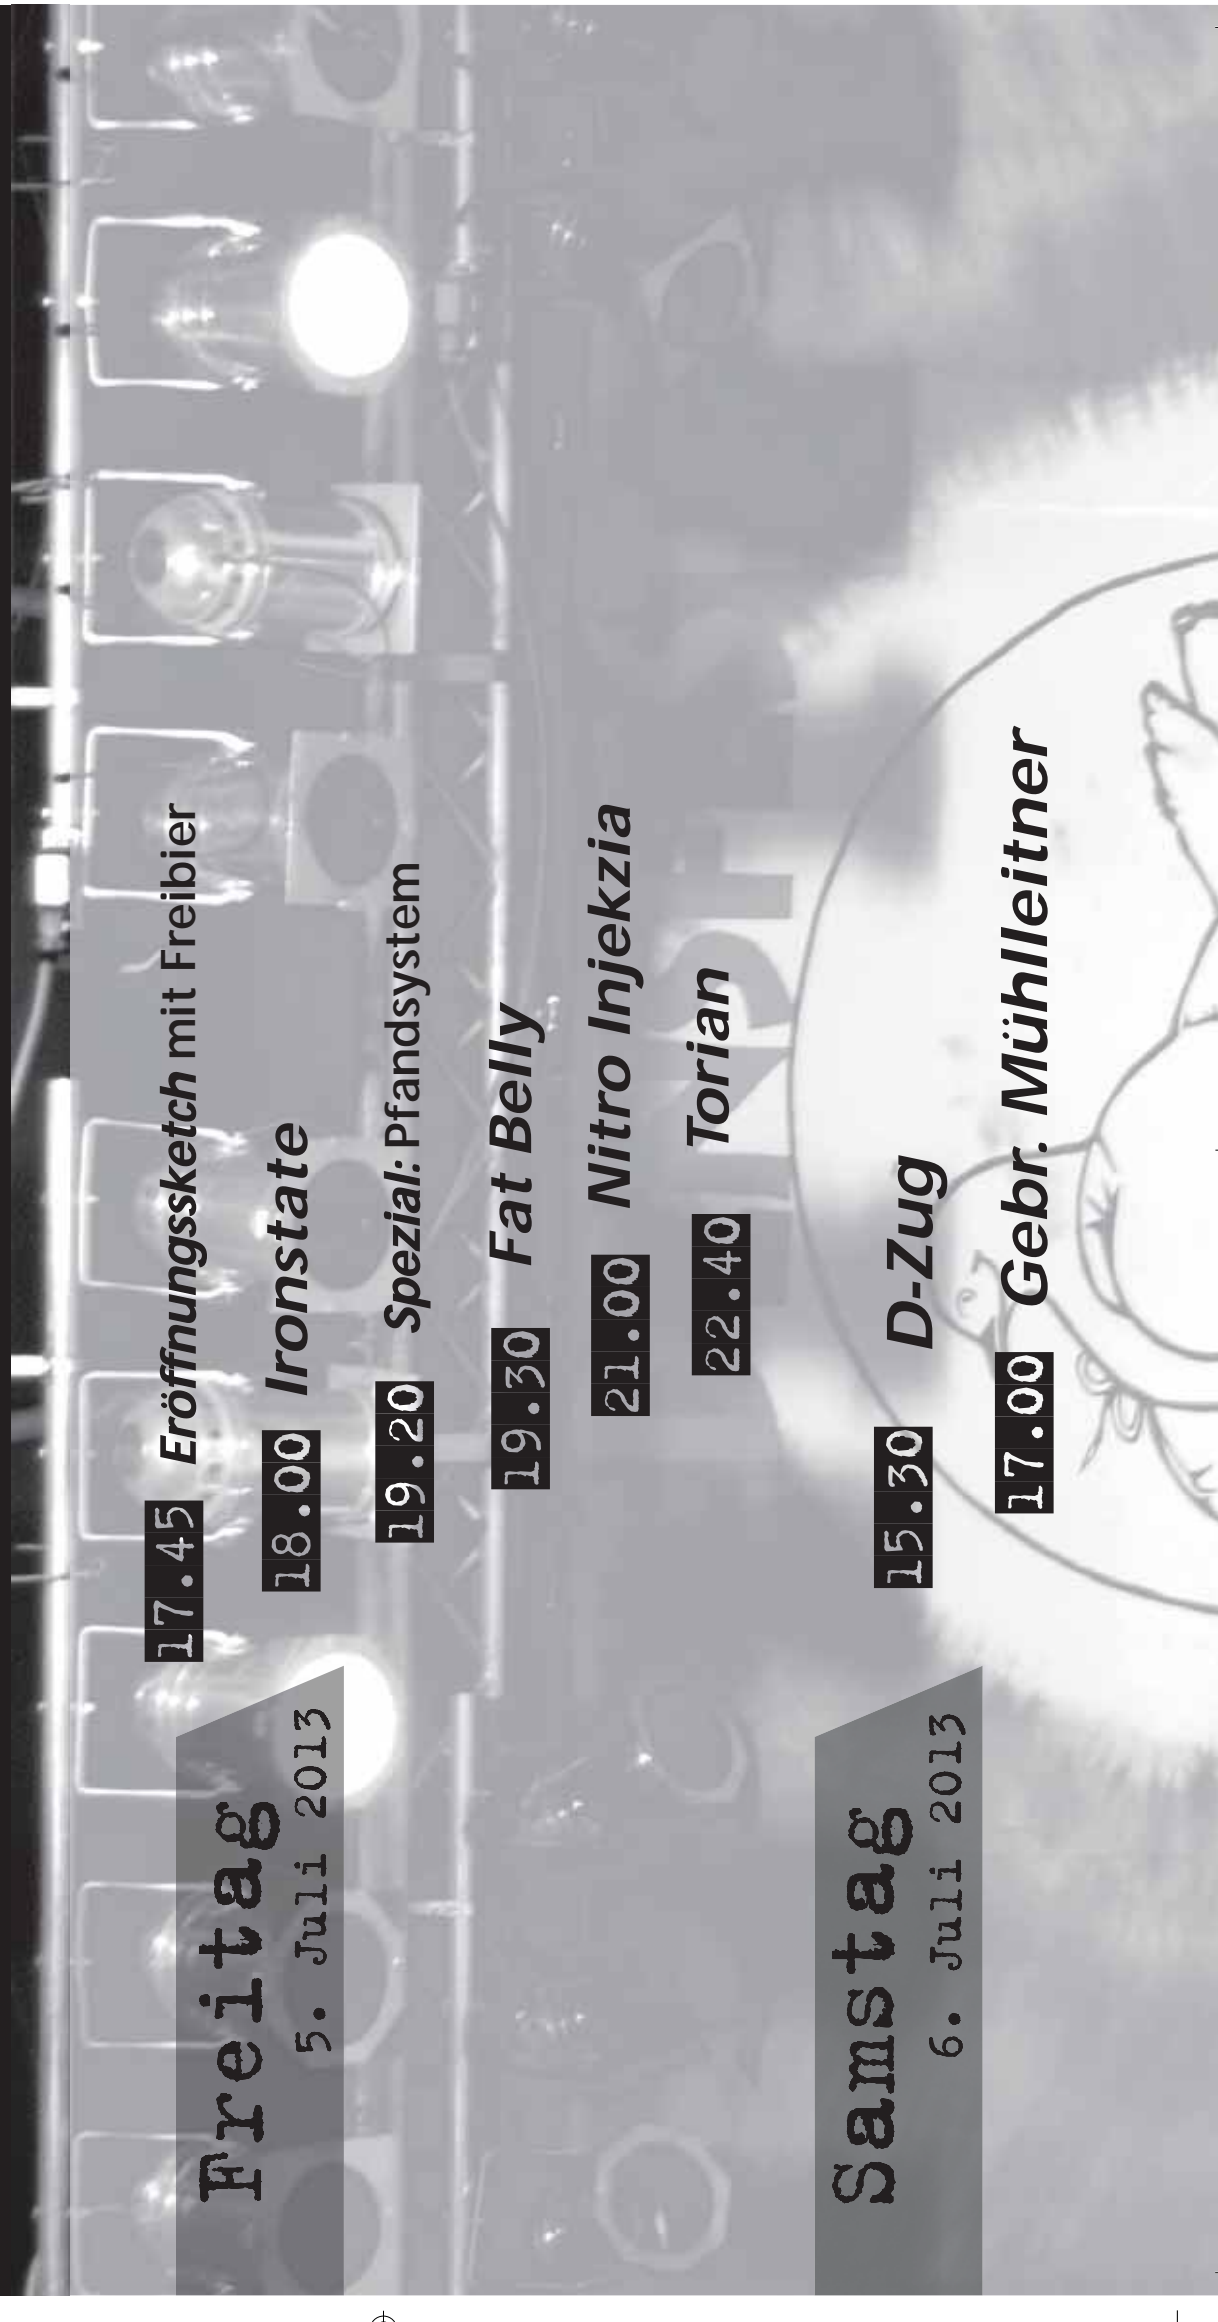 Freitag
5. Juli 2013
17.45 Eröffnungssketch mit Freibier
18.00 Ironstate
19.20 Spezial: Pfandsystem
19.30 Fat Belly
21.00 Nitro Injekzia
22.40 Torian
Samstag
6. Juli 2013
15.30 D-Zug
17.00 Gebr. Mühlleitner